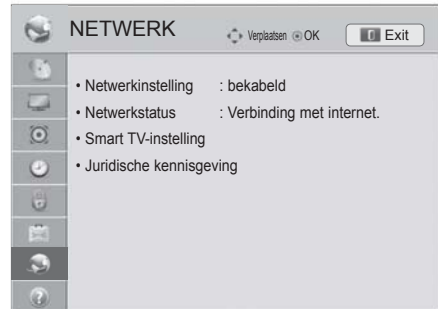 NETWERK
Verplaatsen OK
Exit
• Netwerkinstelling : bekabeld
• Netwerkstatus : Verbinding met internet.
• Smart TV-instelling
• Juridische kennisgeving